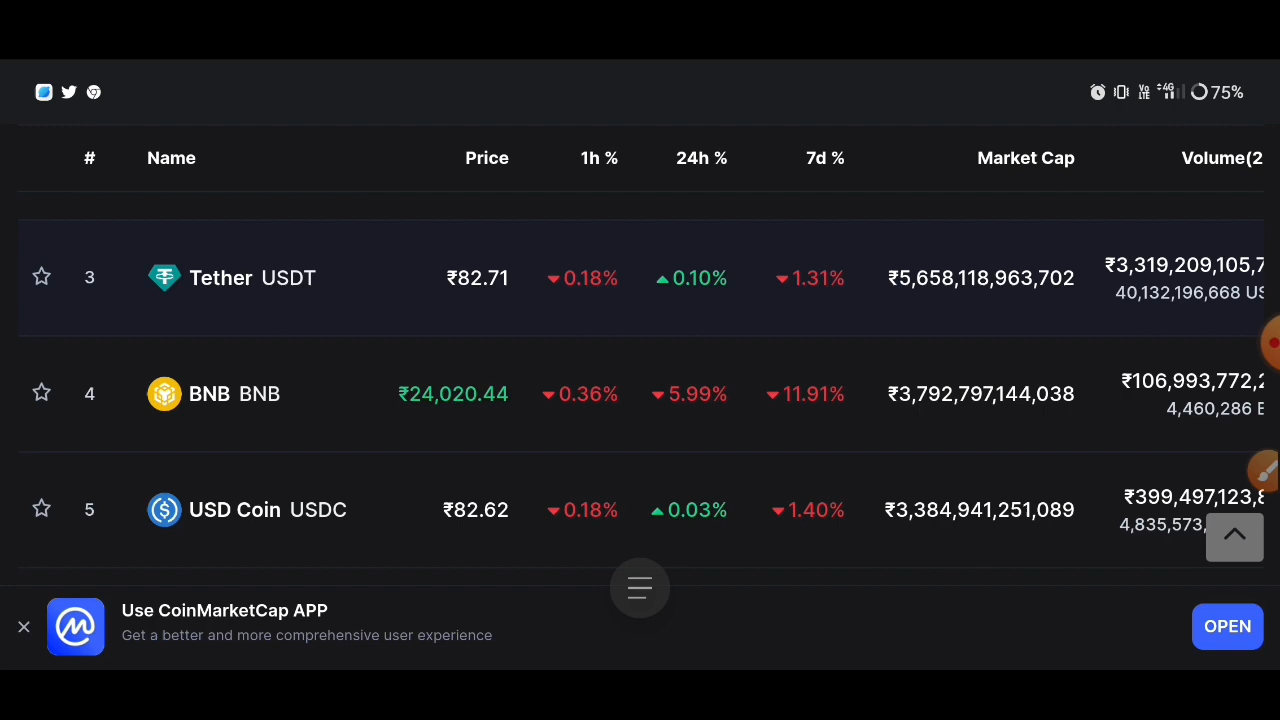 75%
# Name Price 1h % 24h % 7d % Market Cap Volume(2
3 Tether USDT ₹82.71 0.18% 0.10% 1.31% ₹5,658,118,963,702 ₹3,319,209,105,7
40,132,196,668 US
4 BNB BNB ₹24,020.44 0.36% 5.99% 11.91% ₹3,792,797,144,038 ₹106,993,772,2
4,460,286 B
5 USD Coin USDC ₹82.62 0.18% 0.03% 1.40% ₹3,384,941,251,089 ₹399,497,123,8
4,835,573,
Use CoinMarketCap APP
Get a better and more comprehensive user experience
OPEN